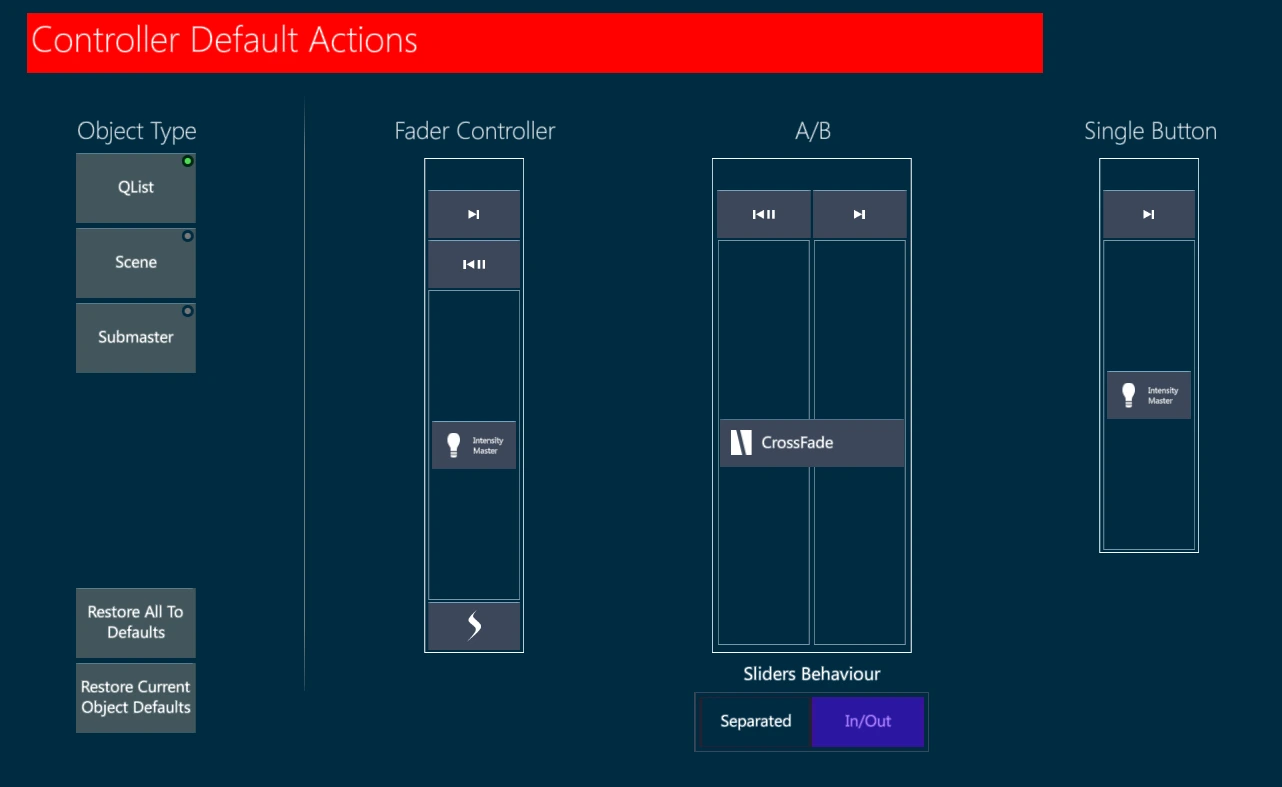 Controller Default Actions
Object Type
QList
Scene
Submaster
Restore All To
Defaults
Restore Current
Object Defaults
Fader Controller
Intensity
Master
A/B
CrossFade
Sliders Behaviour
Separated
In/Out
Single Button
Intensity
Master